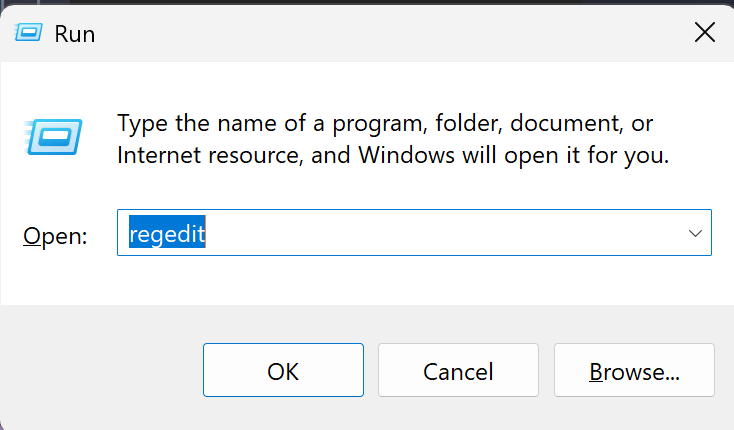 Run
Type the name of a program, folder, document, or
Internet resource, and Windows will open it for you.
Open: regedit
OK Cancel Browse...